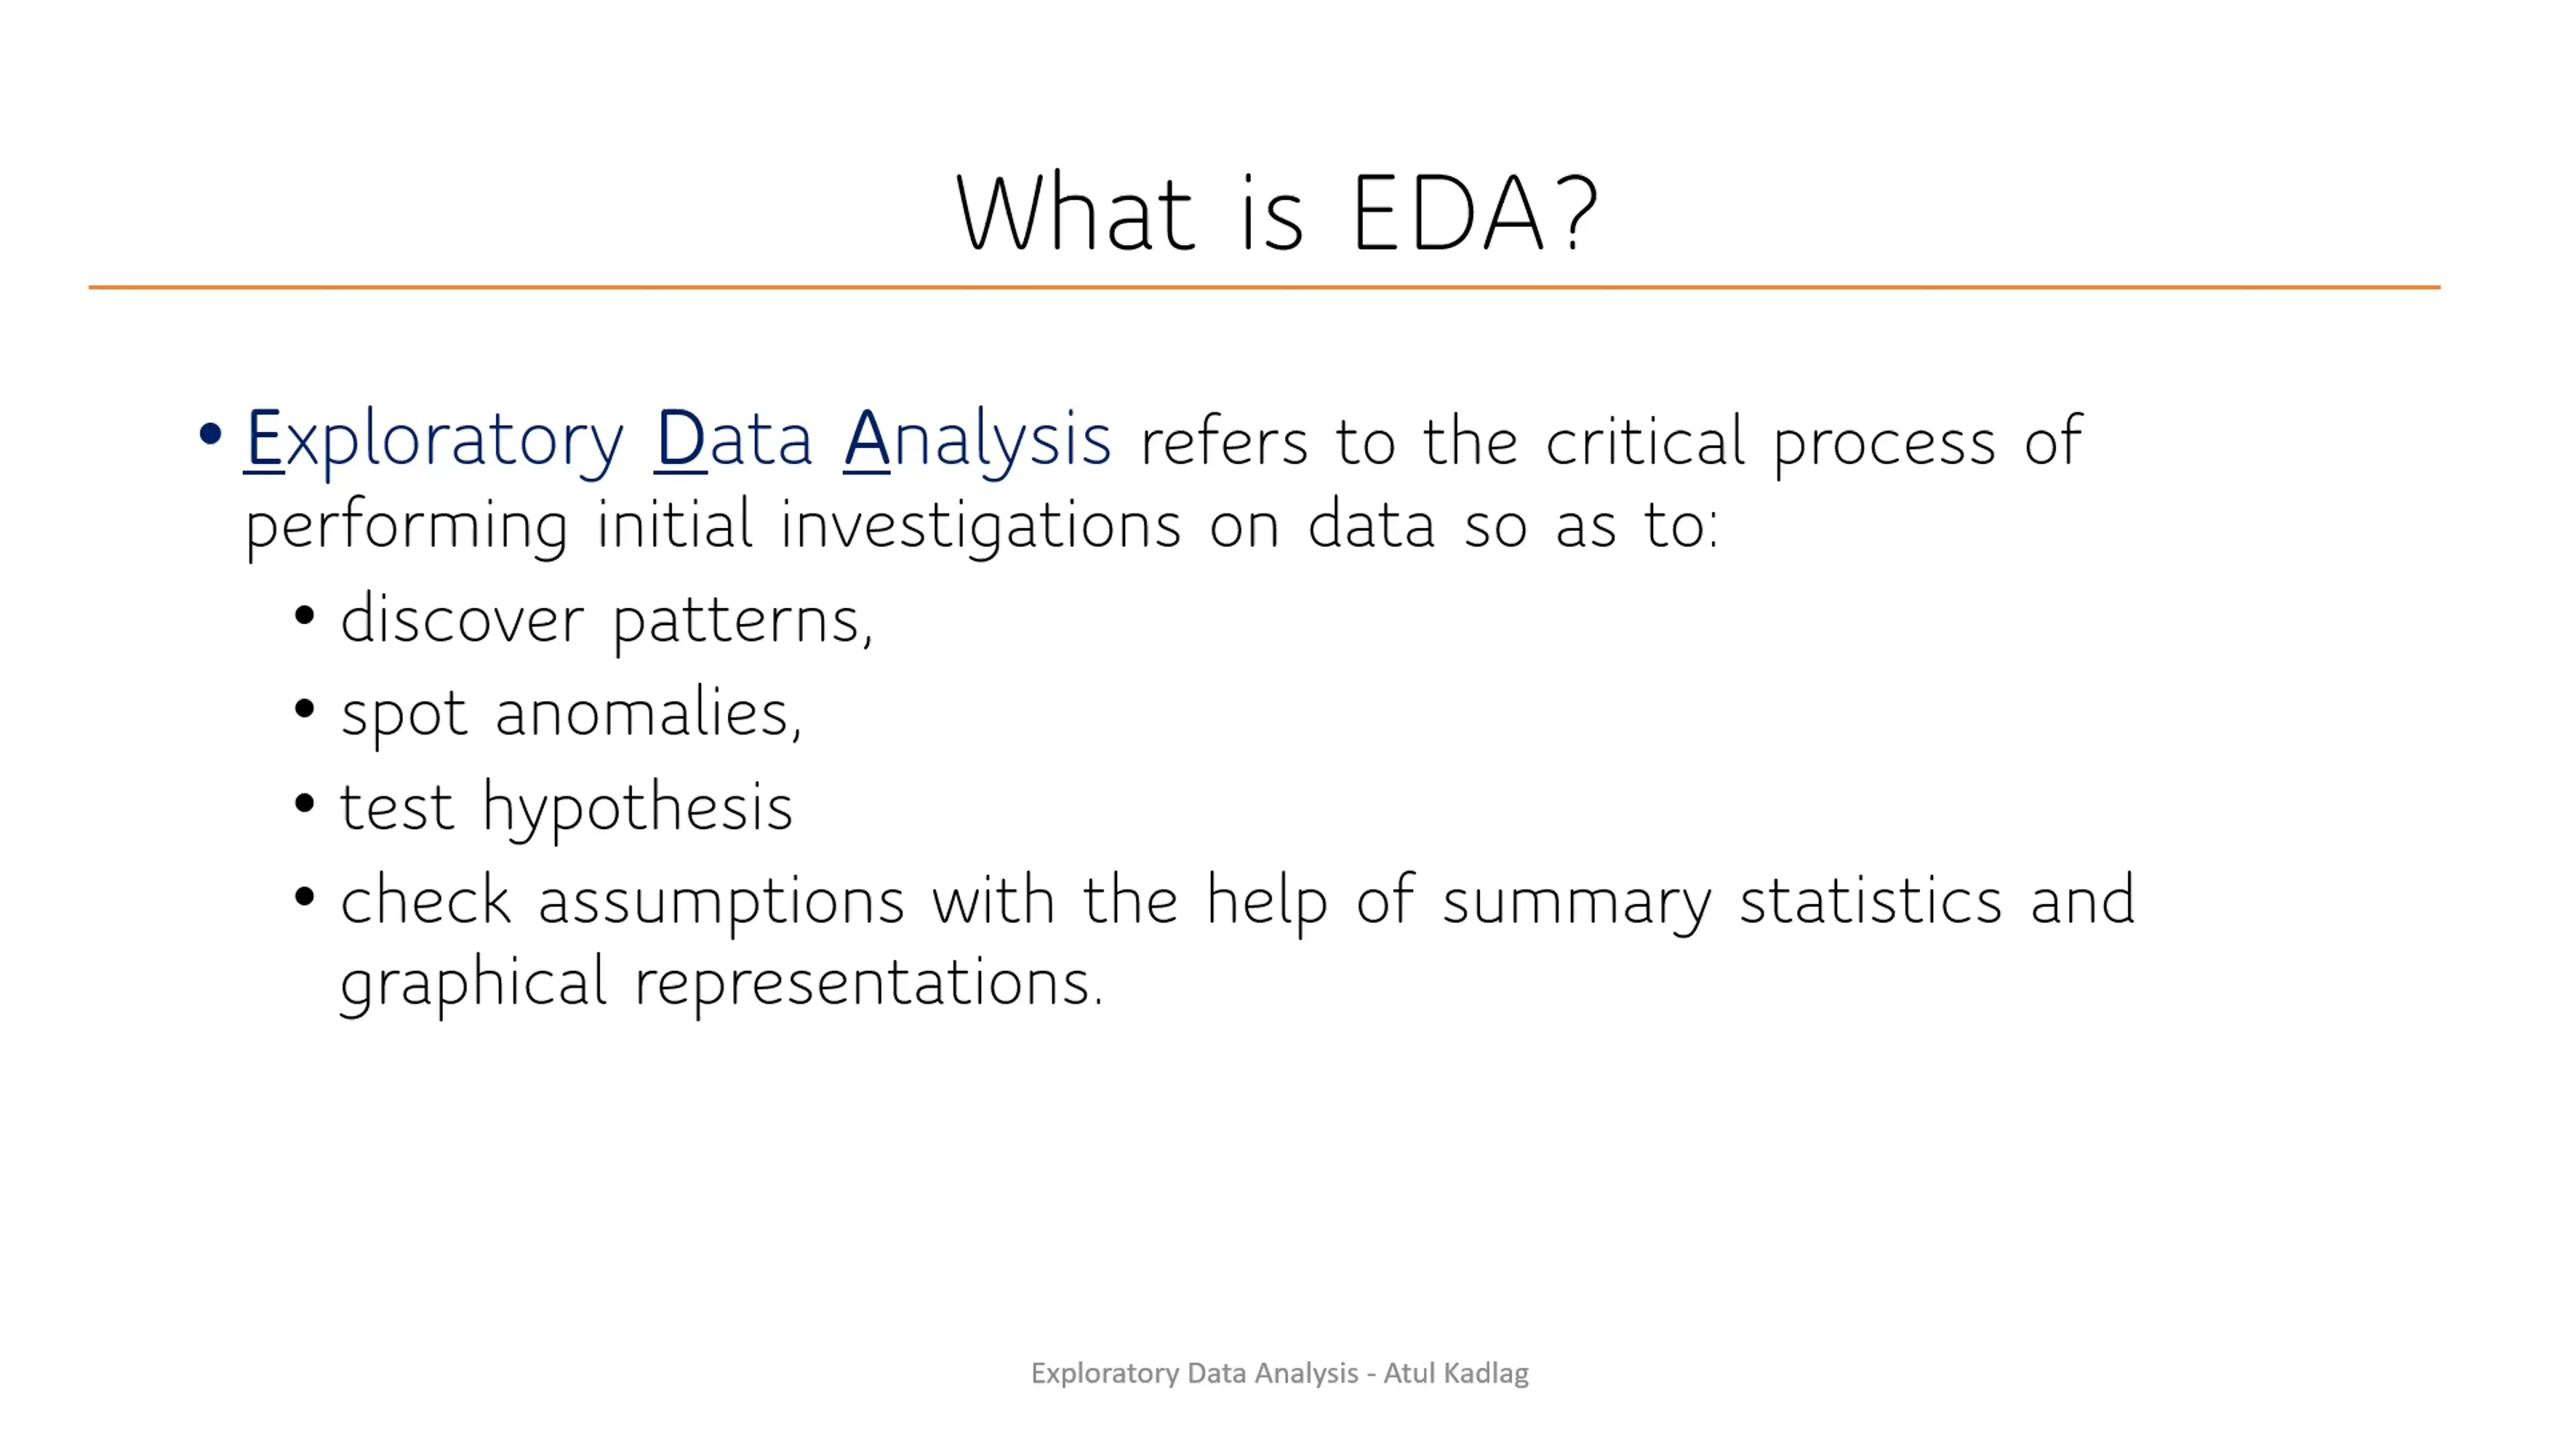 What is EDA?
• Exploratory Data Analysis refers to the critical process of
performing initial investigations on data so as to:
• discover patterns,
• spot anomalies,
• test hypothesis
• check assumptions with the help of summary statistics and
graphical representations.
Exploratory Data Analysis - Atul Kadlag